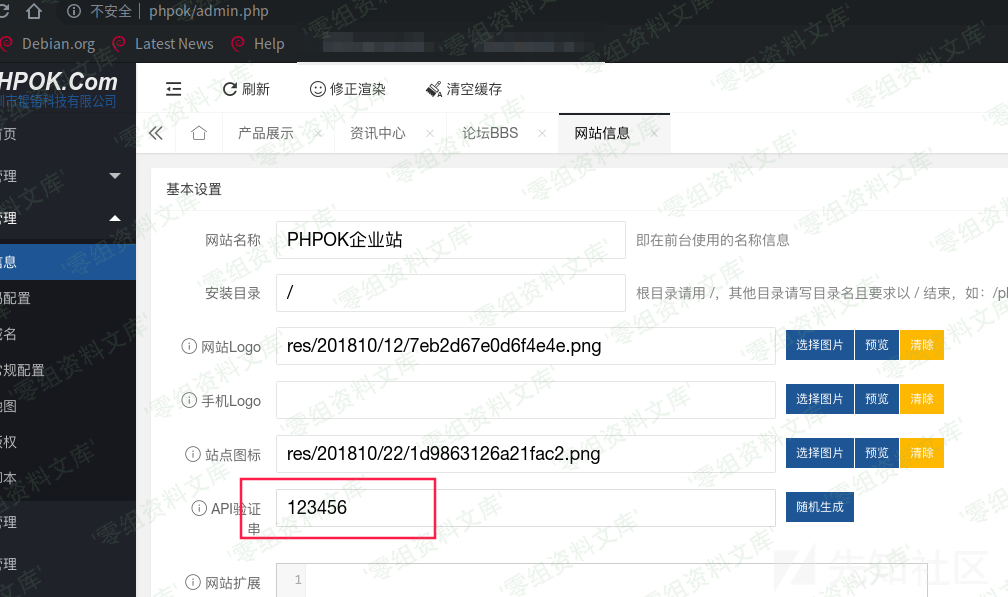 不安全 | phpok/admin.php
Debian.org Latest News Help
HPOK.Com
圳市锟铻科技有限公司
刷新 修正渲染 清空缓存
产品展示 资讯中心 论坛BBS 网站信息
页
管理
管理
息
码配置
域名
常规配置
地图
版权
脚本
管理
管理
基本设置
网站名称 PHPOK企业站 即在前台使用的名称信息
安装目录 / 根目录请用 /，其他目录请写目录名且要求以 / 结束，如：/ph
网站Logo res/201810/12/7eb2d67e0d6f4e4e.png 选择图片 预览 清除
手机Logo 选择图片 预览 清除
站点图标 res/201810/22/1d9863126a21fac2.png 选择图片 预览 清除
API验证串 123456 随机生成
网站扩展 1
零组资料文库
先知社区